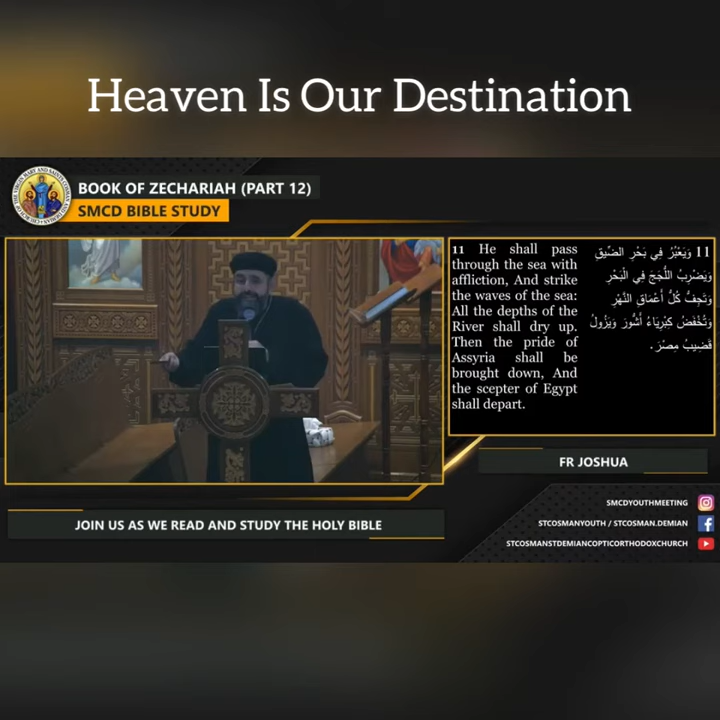 Heaven Is Our Destination
BOOK OF ZECHARIAH (PART 12)
SMCD BIBLE STUDY
11 He shall pass
through the sea with
affliction, And strike
the waves of the sea:
All the depths of the
River shall dry up.
Then the pride of
Assyria shall be
brought down, And
the scepter of Egypt
shall depart.
11 وَيَعْبُرُ فِي بَحْرِ الضِّيقِ
وَيَضْرِبُ اللُّجَجَ فِي الْبَحْرِ
وَتَجِفُّ كُلُّ أَعْمَاقِ النَّهْرِ
وَتُخْفَضُ كِبْرِيَاءُ أَشُّورَ وَيَزُولُ
قَضِيبُ مِصْرَ.
FR JOSHUA
JOIN US AS WE READ AND STUDY THE HOLY BIBLE
SMCDYOUTHMEETING
STCOSMANYOUTH / STCOSMAN.DEMIAN
STCOSMANSTDEMIANCOPTICORTHODOXCHURCH